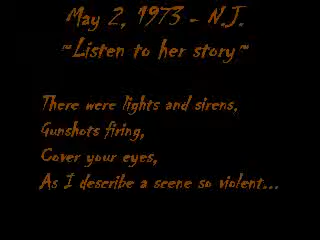 May 2, 1973 - N.J.
~Listen to her story~
There were lights and sirens,
Gunshots firing,
Cover your eyes,
As I describe a scene so violent...